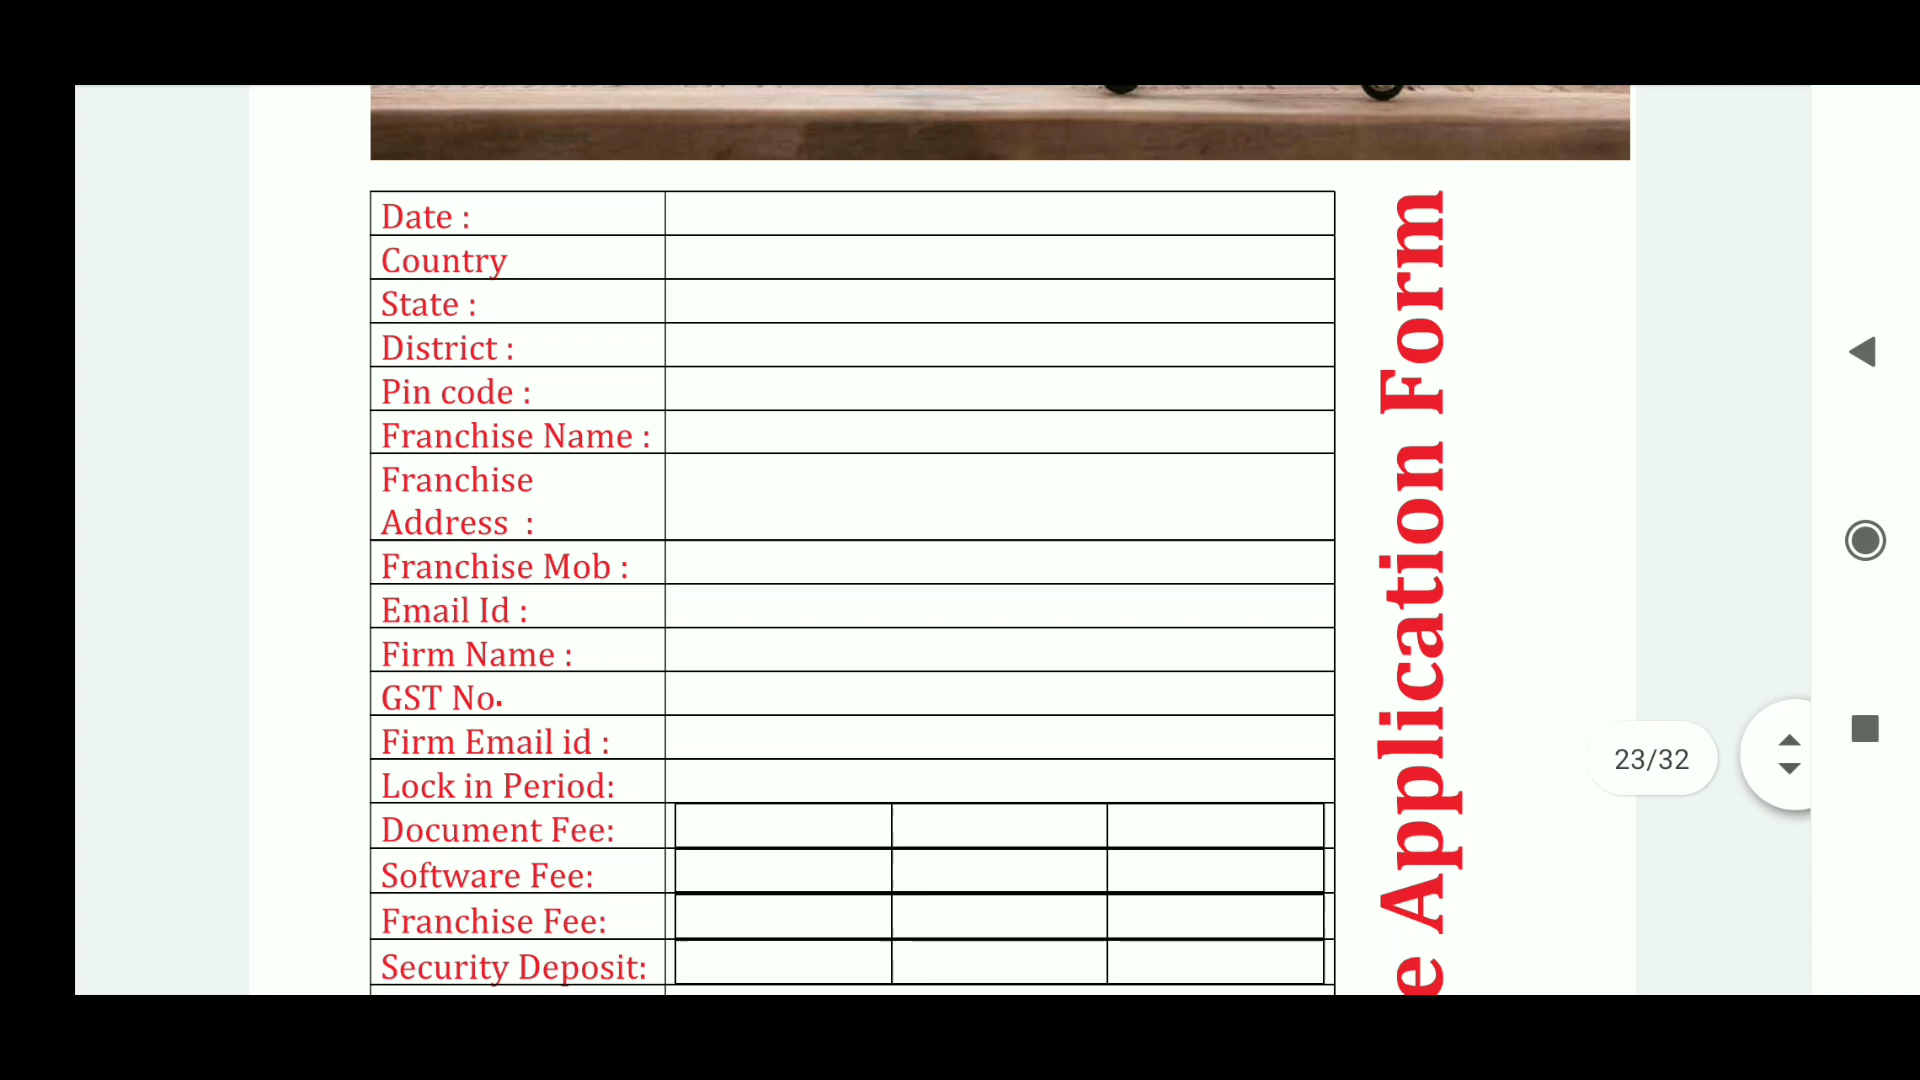 Date :
Country
State :
District :
Pin code :
Franchise Name :
Franchise
Address :
Franchise Mob :
Email Id :
Firm Name :
GST No.
Firm Email id :
Lock in Period:
Document Fee:
Software Fee:
Franchise Fee:
Security Deposit:
e Application Form
23/32